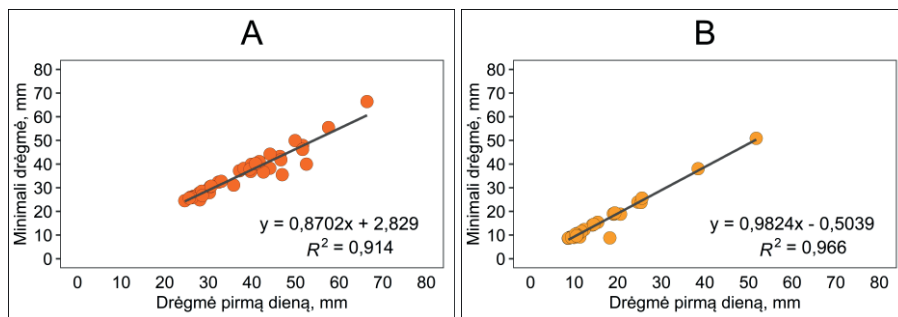 A
Minimali drėgmė, mm
80
70
60
50
40
30
20
10
0
y = 0,8702x + 2,829
R² = 0,914
0 10 20 30 40 50 60 70 80
Drėgmė pirmą dieną, mm
B
Minimali drėgmė, mm
80
70
60
50
40
30
20
10
0
y = 0,9824x - 0,5039
R² = 0,966
0 10 20 30 40 50 60 70 80
Drėgmė pirmą dieną, mm